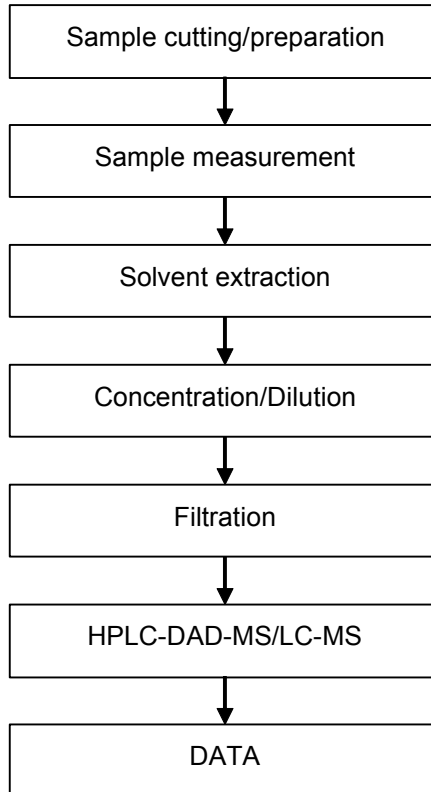 Sample cutting/preparation
Sample measurement
Solvent extraction
Concentration/Dilution
Filtration
HPLC-DAD-MS/LC-MS
DATA